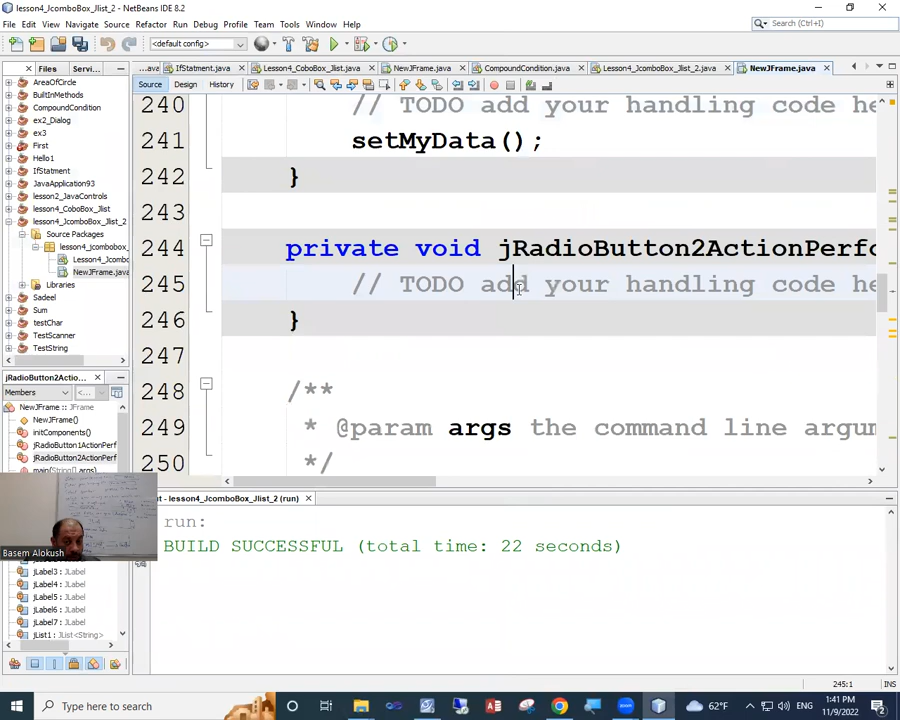 lesson4_JcomboBox_Jlist_2 - NetBeans IDE 8.2
File Edit View Navigate Source Refactor Run Debug Profile Team Tools Window Help
Search (Ctrl+I)
<default config>
Files Servi...
...ava IfStatment.java Lesson4_CoboBox_Jlist.java NewJFrame.java CompoundCondition.java Lesson4_JcomboBox_Jlist_2.java NewJFrame.java
Source Design History
AreaOfCircle
BuiltInMethods
CompoundCondition
ex2_Dialog
ex3
First
Hello1
IfStatment
JavaApplication93
lesson2_JavaControls
lesson4_CoboBox_Jlist
lesson4_JcomboBox_Jlist_2
Source Packages
lesson4_jcombobox_
Lesson4_Comb
NewJFrame.java
Libraries
Sadeel
Sum
testChar
TestScanner
TestString
240 // TODO add your handling code he
241 setMyData();
242 }
243
244 private void jRadioButton2ActionPerfo
245 // TODO add your handling code he
246 }
247
248 /**
249 * @param args the command line argum
250 */
jRadioButton2Actio...
Members <...
NewJFrame :: JFrame
NewJFrame()
initComponents()
jRadioButton1ActionPerf
jRadioButton2ActionPerf
main(String[] args)
Basem Alokush
jLabel4 : JLabel
jLabel5 : JLabel
jLabel6 : JLabel
jLabel7 : JLabel
jList1 : JList<String>
ut - lesson4_JcomboBox_Jlist_2 (run)
run:
BUILD SUCCESSFUL (total time: 22 seconds)
245:1 INS
Type here to search
62°F
ENG
1:41 PM
11/9/2022
2